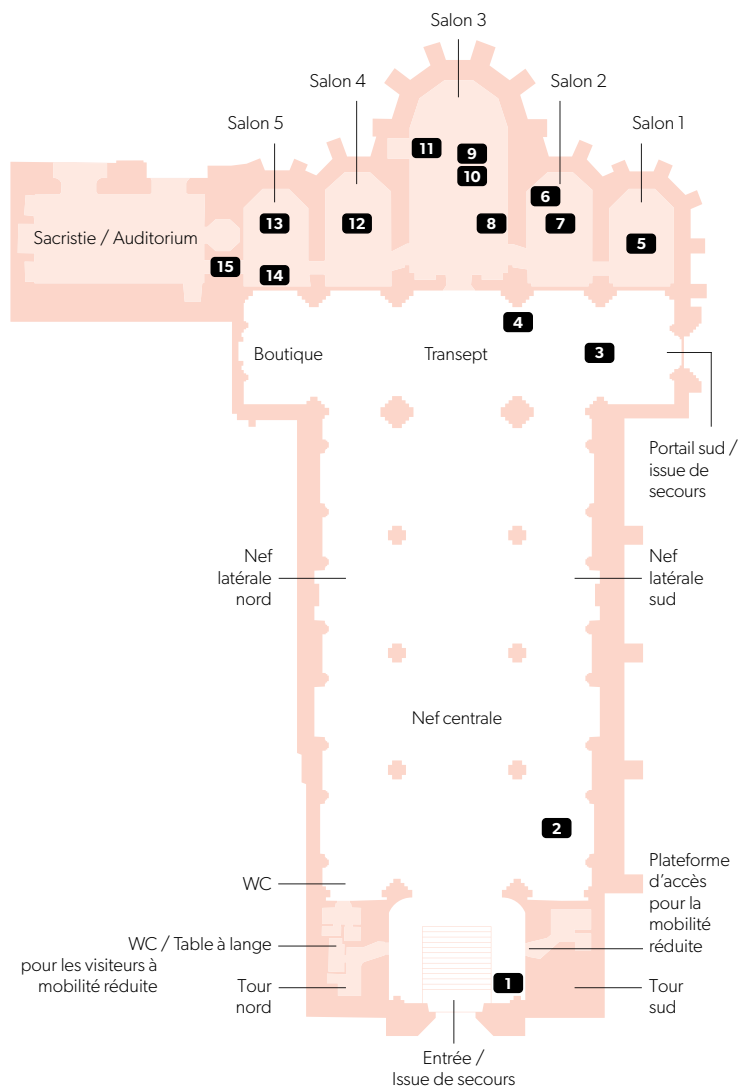 Salon 3
Salon 4
Salon 2
Salon 5
Salon 1
11
9
10
6
13
12
8
7
Sacristie / Auditorium
5
15
14
4
Boutique
Transept
3
Portail sud /
issue de
secours
Nef
latérale
nord
Nef
latérale
sud
Nef centrale
2
WC
Plateforme
d'accès
pour la
mobilité
réduite
WC / Table à lange
pour les visiteurs à
mobilité réduite
Tour
nord
1
Tour
sud
Entrée /
Issue de secours